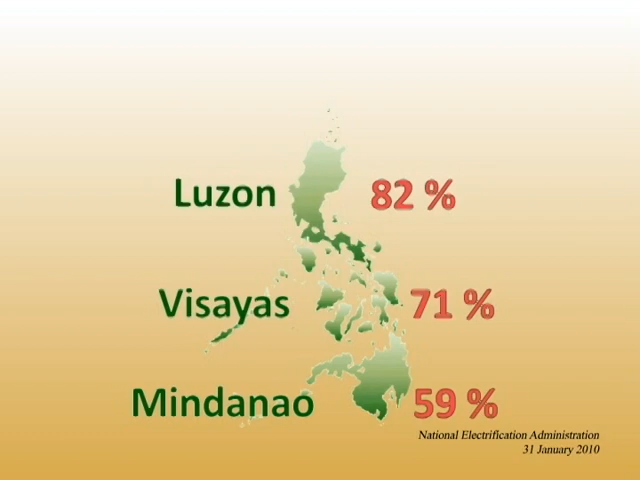 Luzon 82 %
Visayas 71 %
Mindanao 59 %
National Electrification Administration
31 January 2010